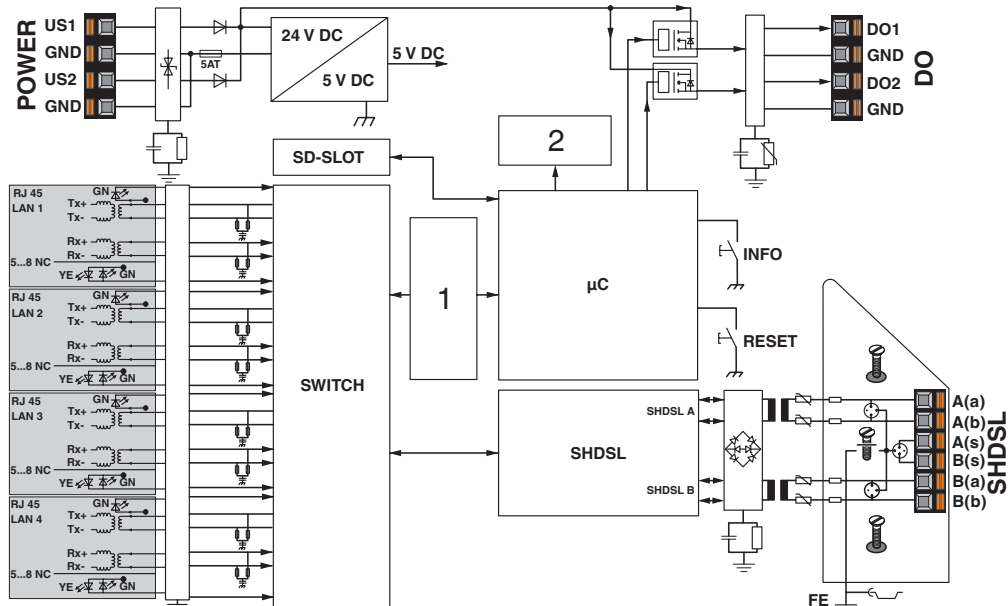 POWER
US1
GND
US2
GND
5AT
24 V DC
5 V DC
5 V DC
DO1
GND
DO2
GND
DO
SD-SLOT
2
1
µC
INFO
RESET
SWITCH
RJ 45
LAN 1
GN
Tx+
Tx-
Rx+
Rx-
5...8 NC
YE
GN
RJ 45
LAN 2
GN
Tx+
Tx-
Rx+
Rx-
5...8 NC
YE
GN
RJ 45
LAN 3
GN
Tx+
Tx-
Rx+
Rx-
5...8 NC
YE
GN
RJ 45
LAN 4
GN
Tx+
Tx-
Rx+
Rx-
5...8 NC
YE
GN
SHDSL
SHDSL A
SHDSL B
A(a)
A(b)
A(s)
B(s)
B(a)
B(b)
SHDSL
FE